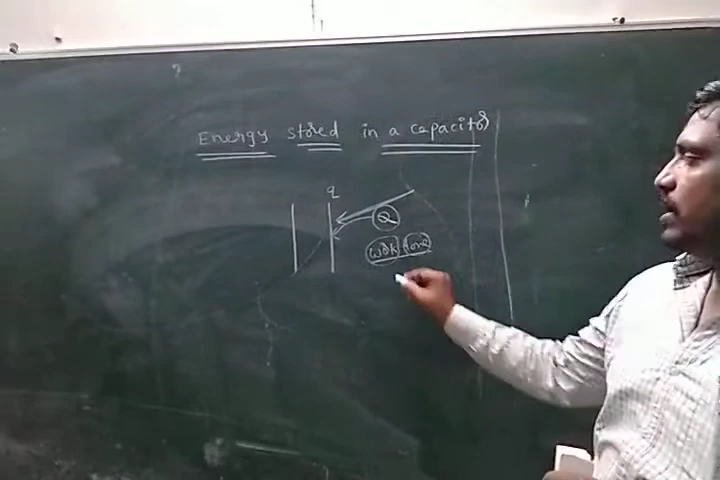 Energy stored in a capacitor
q
Q
work done